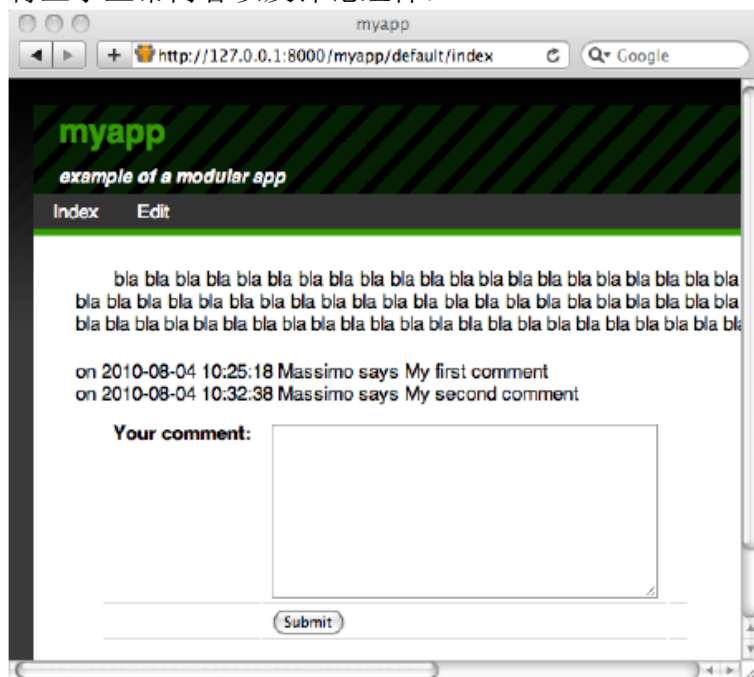 myapp
http://127.0.0.1:8000/myapp/default/index
Google
myapp
example of a modular app
Index Edit
bla bla bla bla bla bla bla bla bla bla bla bla bla bla bla bla bla bla bla bla bla
bla bla bla bla bla bla bla bla bla bla bla bla bla bla bla bla bla bla bla bla bla bla
bla bla bla bla bla bla bla bla bla bla bla bla bla bla bla bla bla bla bla bla bla bla
on 2010-08-04 10:25:18 Massimo says My first comment
on 2010-08-04 10:32:38 Massimo says My second comment
Your comment:
Submit